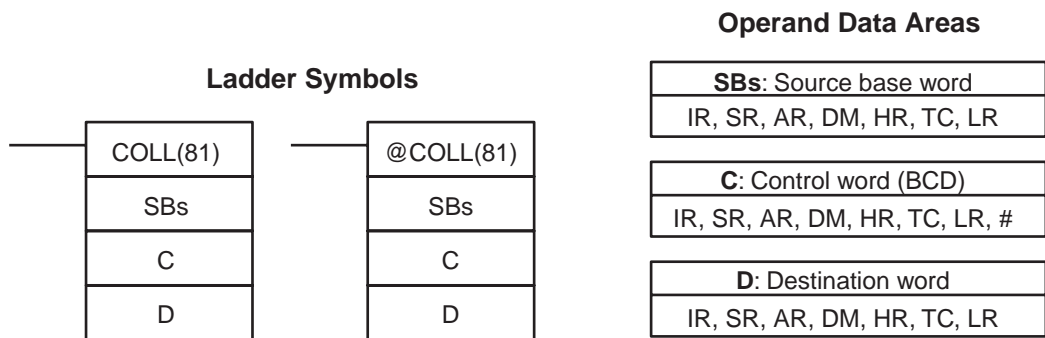 Ladder Symbols
COLL(81)
SBs
C
D
@COLL(81)
SBs
C
D
Operand Data Areas
SBs: Source base word
IR, SR, AR, DM, HR, TC, LR
C: Control word (BCD)
IR, SR, AR, DM, HR, TC, LR, #
D: Destination word
IR, SR, AR, DM, HR, TC, LR